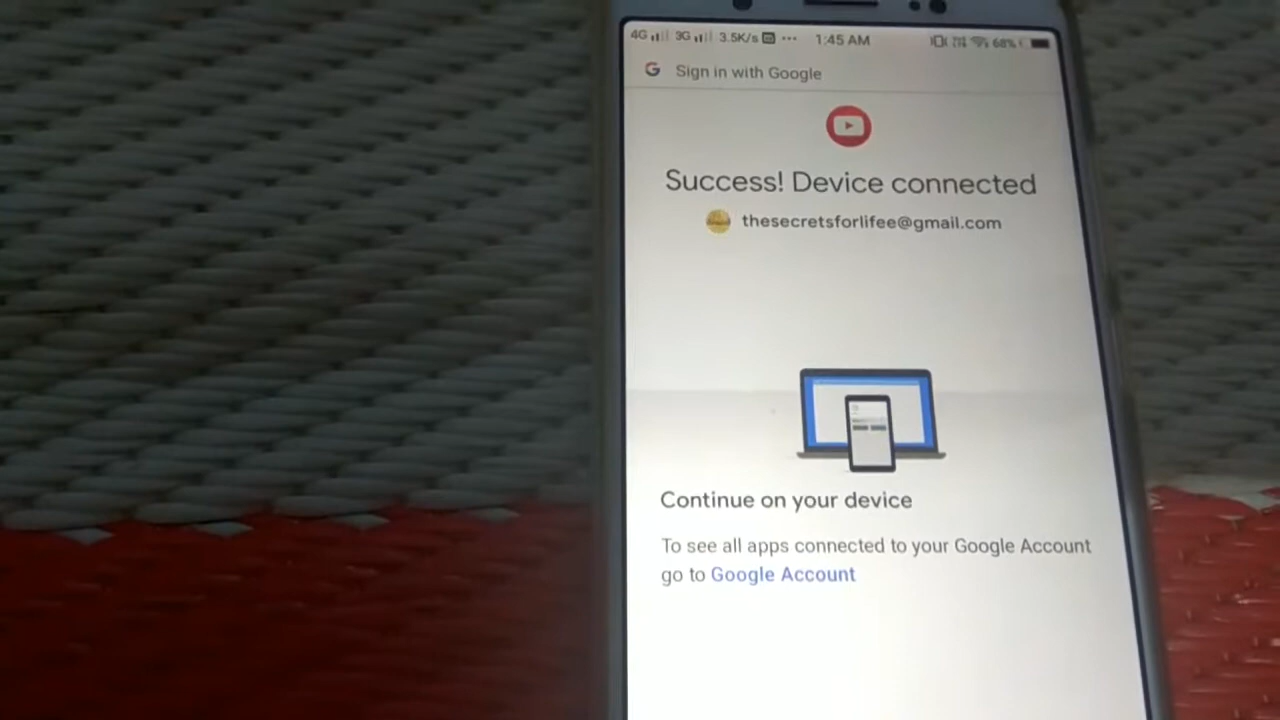 4G 3G 3.5K/s ... 1:45 AM 68%
G Sign in with Google
Success! Device connected
thesecretsforlifee@gmail.com
Continue on your device
To see all apps connected to your Google Account
go to Google Account